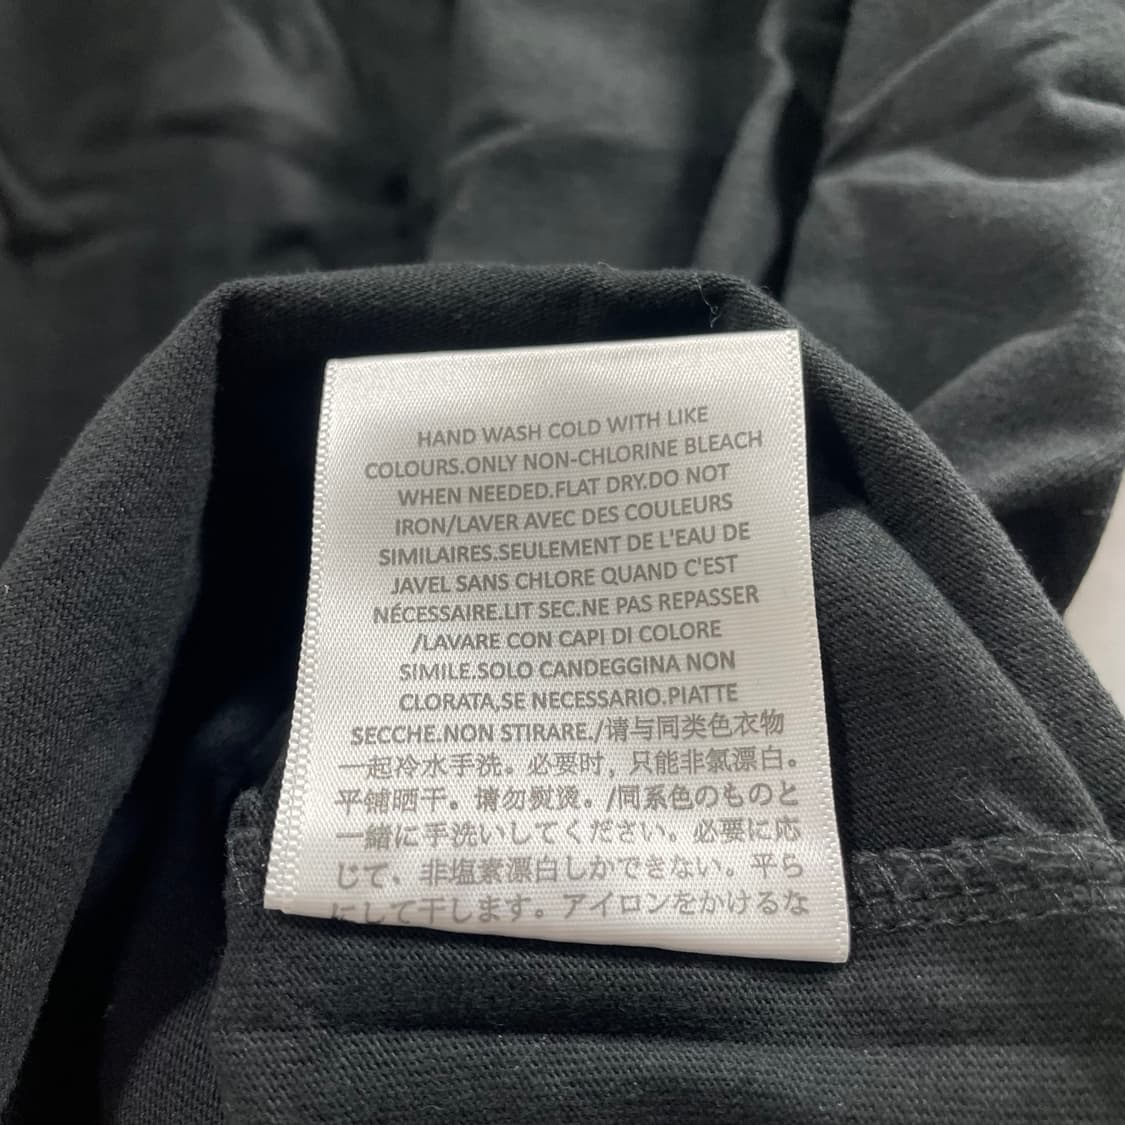 HAND WASH COLD WITH LIKE
COLOURS.ONLY NON-CHLORINE BLEACH
WHEN NEEDED.FLAT DRY.DO NOT
IRON/LAVER AVEC DES COULEURS
SIMILAIRES.SEULEMENT DE L'EAU DE
JAVEL SANS CHLORE QUAND C'EST
NÉCESSAIRE.LIT SEC.NE PAS REPASSER
/LAVARE CON CAPI DI COLORE
SIMILE.SOLO CANDEGGINA NON
CLORATA,SE NECESSARIO.PIATTE
SECCHE.NON STIRARE./请与同类色衣物
一起冷水手洗。必要时，只能非氯漂白。
平铺晒干。请勿熨烫。/同系色のものと
一緒に手洗いしてください。必要に応
じて、非塩素漂白しかできない。平ら
にして干します。アイロンをかけるな